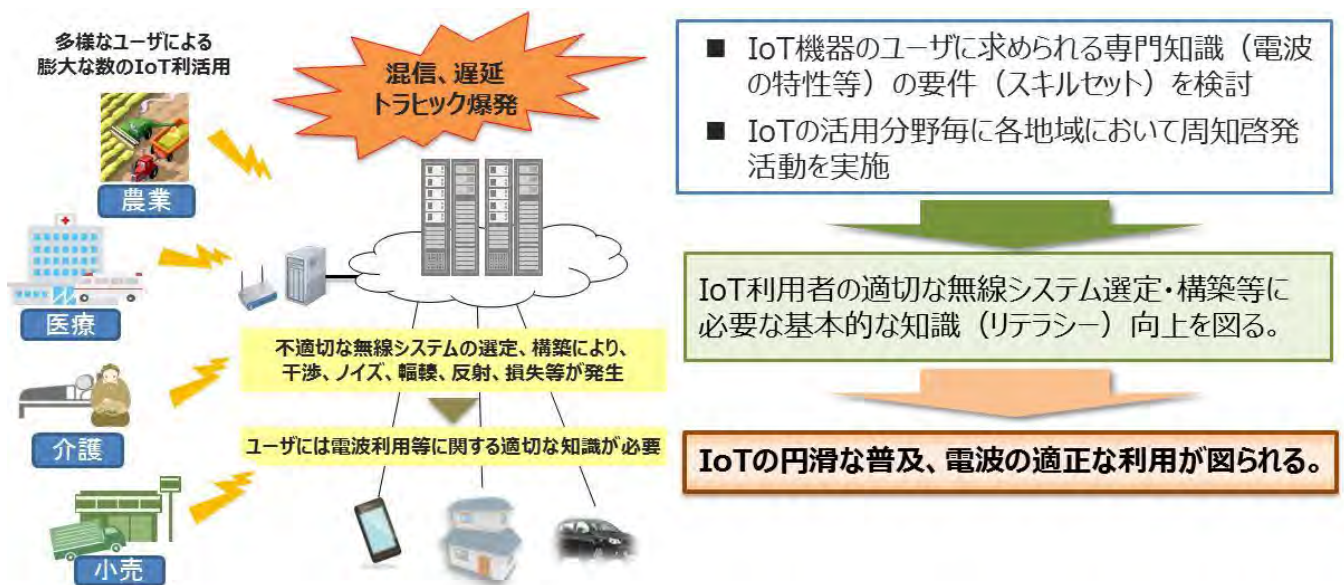 多様なユーザによる
膨大な数のIoT利活用
農業
医療
介護
小売
混信、遅延
トラヒック爆発
不適切な無線システムの選定、構築により、
干渉、ノイズ、輻輳、反射、損失等が発生
ユーザには電波利用等に関する適切な知識が必要
■ IoT機器のユーザに求められる専門知識（電波
の特性等）の要件（スキルセット）を検討
■ IoTの活用分野毎に各地域において周知啓発
活動を実施
IoT利用者の適切な無線システム選定・構築等に
必要な基本的な知識（リテラシー）向上を図る。
IoTの円滑な普及、電波の適正な利用が図られる。